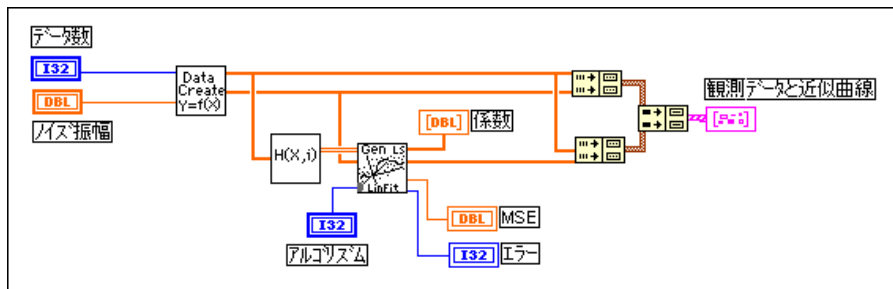 データ数
I32
DBL
ノイズ振幅
Data
Create
Y=f(X)
H(X,i)
Gen LS
LinFit
[DBL]
係数
I32
アルゴリズム
DBL
MSE
I32
エラー
観測データと近似曲線